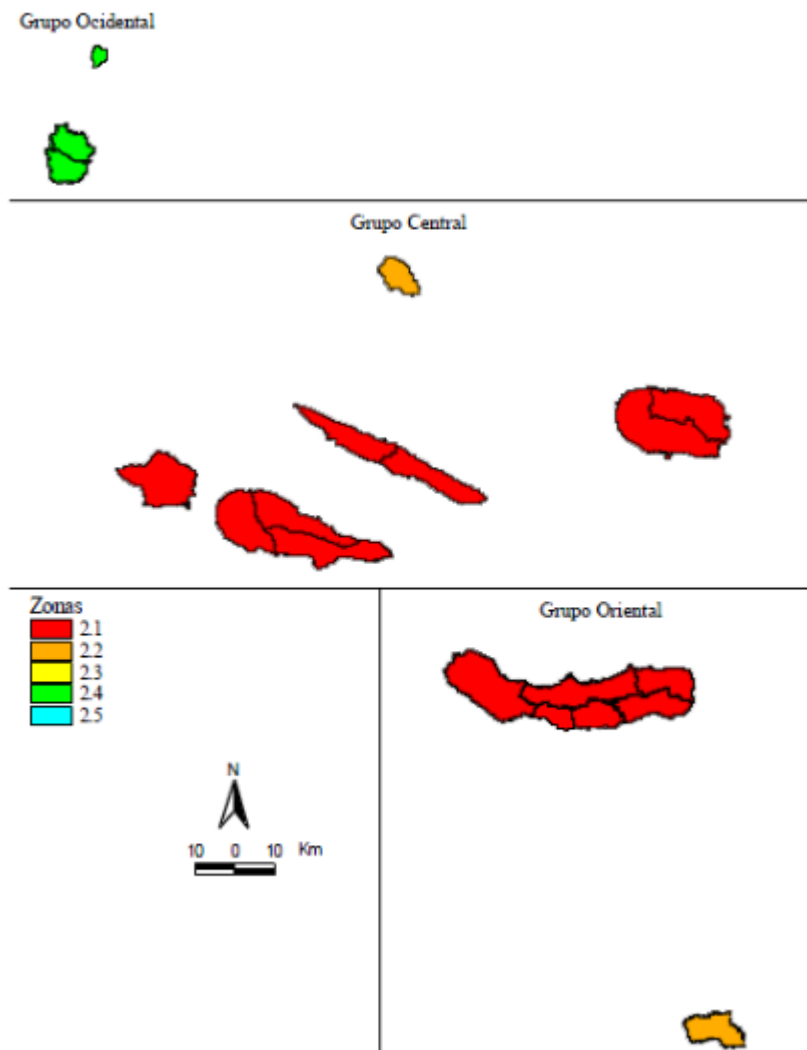 Grupo Ocidental
Grupo Central
Zonas
2.1
2.2
2.3
2.4
2.5
N
10 0 10 Km
Grupo Oriental